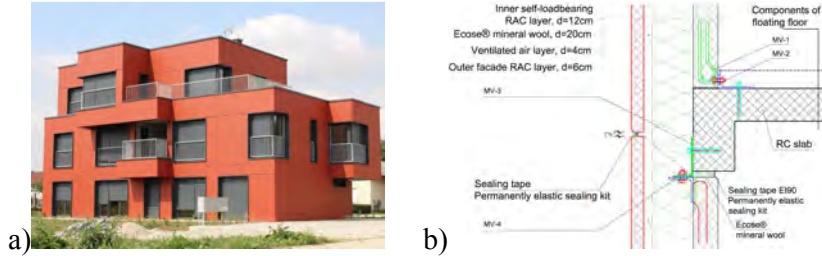 a)
b)
Inner self-loadbearing
RAC layer, d=12cm
Ecose® mineral wool, d=20cm
Ventilated air layer, d=4cm
Outer facade RAC layer, d=6cm
MV-3
Sealing tape
Permanently elastic sealing kit
MV-4
Components of
floating floor
MV-1
MV-2
RC slab
Sealing tape EI90
Permanently elastic
sealing kit
Ecose®
mineral wool